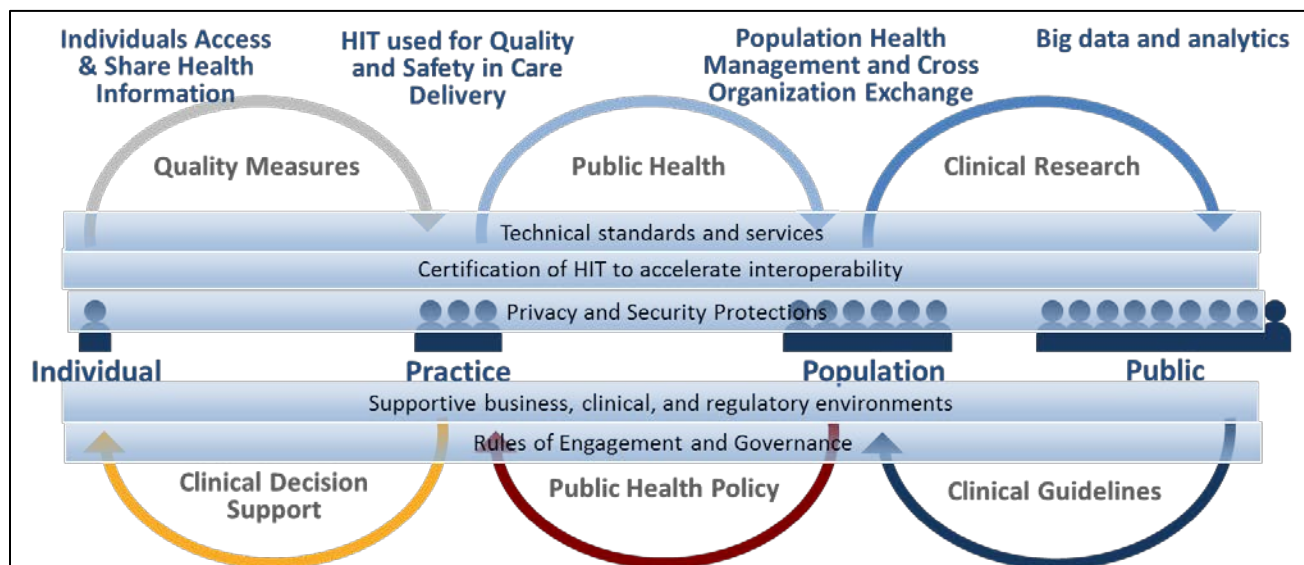 Individuals Access
& Share Health
Information
HIT used for Quality
and Safety in Care
Delivery
Population Health
Management and Cross
Organization Exchange
Big data and analytics
Quality Measures
Public Health
Clinical Research
Technical standards and services
Certification of HIT to accelerate interoperability
Privacy and Security Protections
Individual
Practice
Population
Public
Supportive business, clinical, and regulatory environments
Rules of Engagement and Governance
Clinical Decision
Support
Public Health Policy
Clinical Guidelines